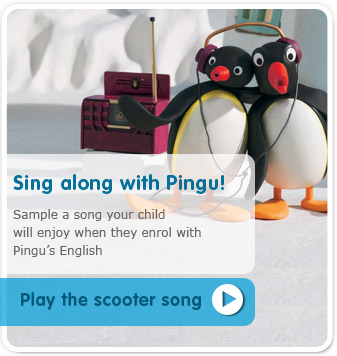 Sing along with Pingu!
Sample a song your child
will enjoy when they enrol with
Pingu's English
Play the scooter song